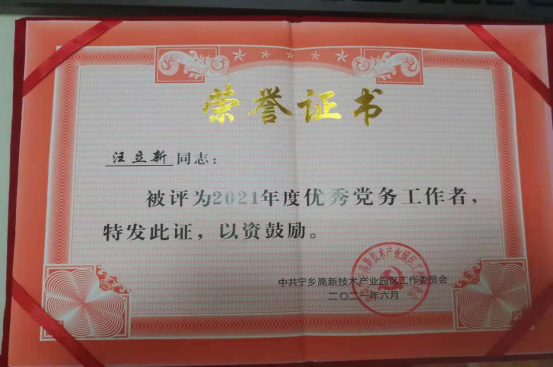 荣誉证书
汪立新同志：
被评为2021年度优秀党务工作者，
特发此证，以资鼓励。
中共宁乡高新技术产业园区工作委员会
二〇二一年六月